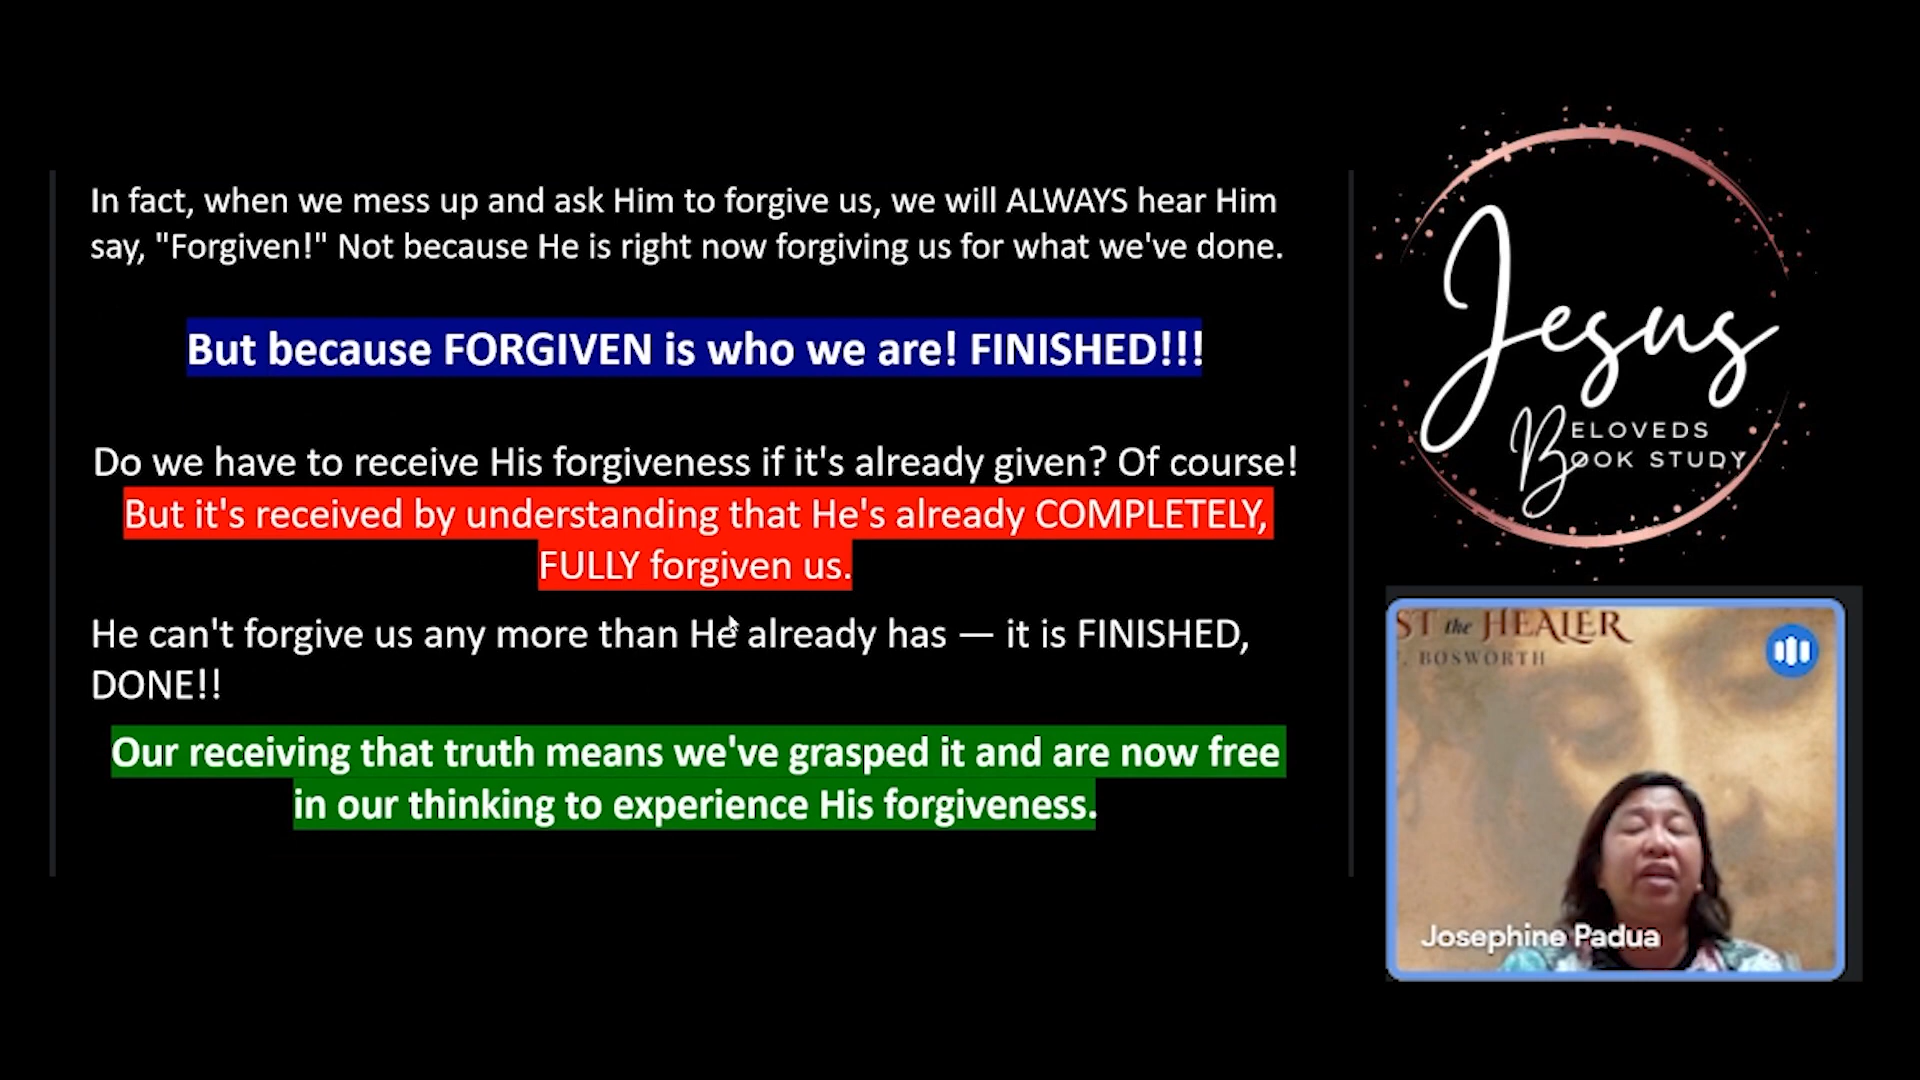 In fact, when we mess up and ask Him to forgive us, we will ALWAYS hear Him
say, "Forgiven!" Not because He is right now forgiving us for what we've done.
But because FORGIVEN is who we are! FINISHED!!!
Do we have to receive His forgiveness if it's already given? Of course!
But it's received by understanding that He's already COMPLETELY,
FULLY forgiven us.
He can't forgive us any more than He already has — it is FINISHED,
DONE!!
Our receiving that truth means we've grasped it and are now free
in our thinking to experience His forgiveness.
Jesus
BELOVEDS
BOOK STUDY
ST the HEALER
BOSWORTH
Josephine Padua